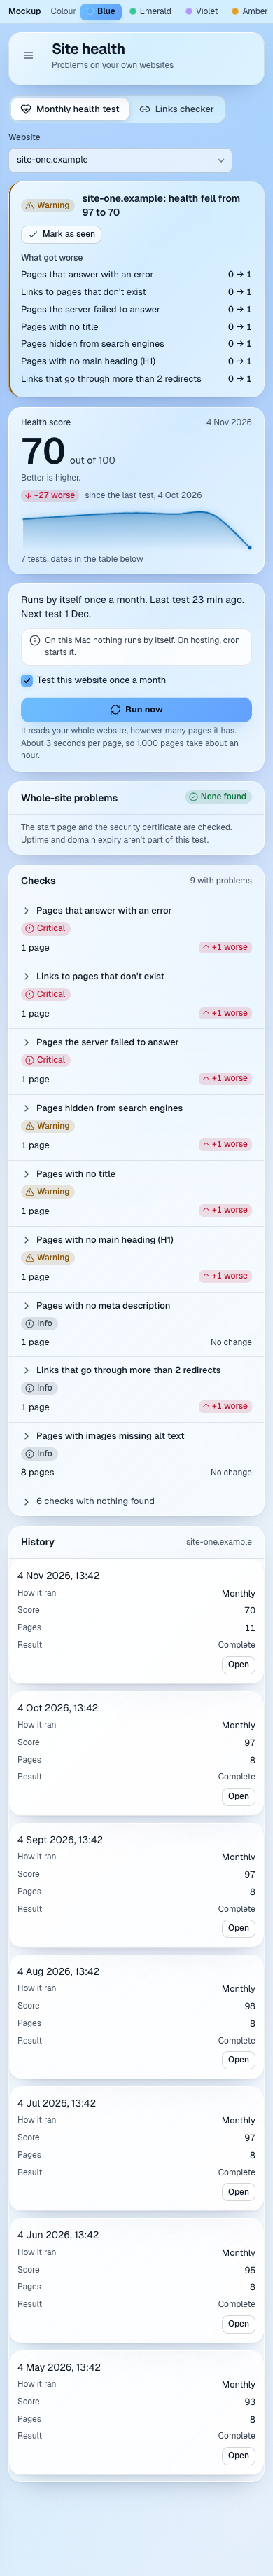 Mockup Colour Blue Emerald Violet Amber
Site health
Problems on your own websites
Monthly health test Links checker
Website
site-one.example
Warning
site-one.example: health fell from
97 to 70
Mark as seen
What got worse
Pages that answer with an error 0 → 1
Links to pages that don't exist 0 → 1
Pages the server failed to answer 0 → 1
Pages with no title 0 → 1
Pages hidden from search engines 0 → 1
Pages with no main heading (H1) 0 → 1
Links that go through more than 2 redirects 0 → 1
Health score 4 Nov 2026
70 out of 100
Better is higher.
↓ −27 worse since the last test, 4 Oct 2026
7 tests, dates in the table below
Runs by itself once a month. Last test 23 min ago.
Next test 1 Dec.
On this Mac nothing runs by itself. On hosting, cron
starts it.
Test this website once a month
Run now
It reads your whole website, however many pages it has.
About 3 seconds per page, so 1,000 pages take about an
hour.
Whole-site problems None found
The start page and the security certificate are checked.
Uptime and domain expiry aren't part of this test.
Checks 9 with problems
Pages that answer with an error
Critical
1 page ↑ +1 worse
Links to pages that don't exist
Critical
1 page ↑ +1 worse
Pages the server failed to answer
Critical
1 page ↑ +1 worse
Pages hidden from search engines
Warning
1 page ↑ +1 worse
Pages with no title
Warning
1 page ↑ +1 worse
Pages with no main heading (H1)
Warning
1 page ↑ +1 worse
Pages with no meta description
Info
1 page No change
Links that go through more than 2 redirects
Info
1 page ↑ +1 worse
Pages with images missing alt text
Info
8 pages No change
6 checks with nothing found
History site-one.example
4 Nov 2026, 13:42
How it ran Monthly
Score 70
Pages 11
Result Complete
Open
4 Oct 2026, 13:42
How it ran Monthly
Score 97
Pages 8
Result Complete
Open
4 Sept 2026, 13:42
How it ran Monthly
Score 97
Pages 8
Result Complete
Open
4 Aug 2026, 13:42
How it ran Monthly
Score 98
Pages 8
Result Complete
Open
4 Jul 2026, 13:42
How it ran Monthly
Score 97
Pages 8
Result Complete
Open
4 Jun 2026, 13:42
How it ran Monthly
Score 95
Pages 8
Result Complete
Open
4 May 2026, 13:42
How it ran Monthly
Score 93
Pages 8
Result Complete
Open